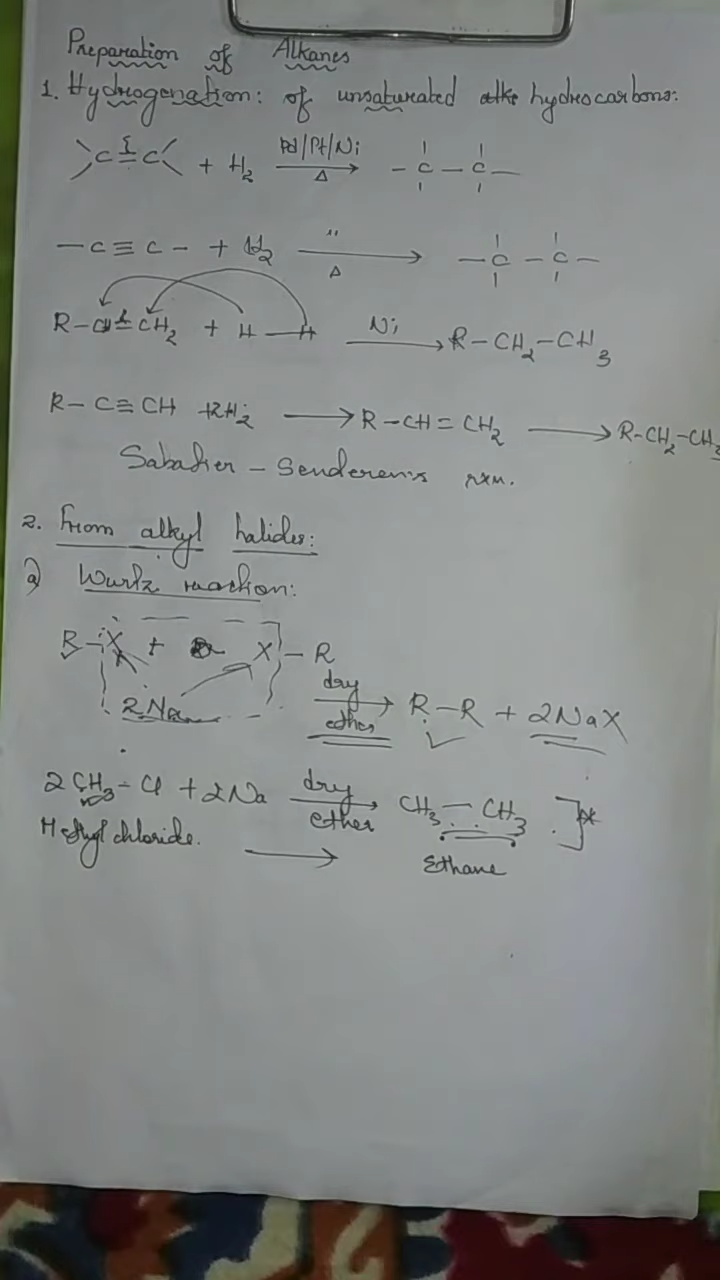 Preparation of Alkanes
1. Hydrogenation: of unsaturated hydrocarbons:
C=C + H2 Pd/Pt/Ni Δ -C-C-
-C≡C- + H2 " Δ -C-C-
R-CH=CH2 + H-H Ni R-CH2-CH3
R-C≡CH +2H2 → R-CH=CH2 → R-CH2-CH3
Sabatier - Senderen's rxn.
2. From alkyl halides:
a) Wurtz reaction:
R-X + X-R
2Na dry ether R-R + 2NaX
2CH3-Cl + 2Na dry ether CH3-CH3
Methyl chloride. → Ethane